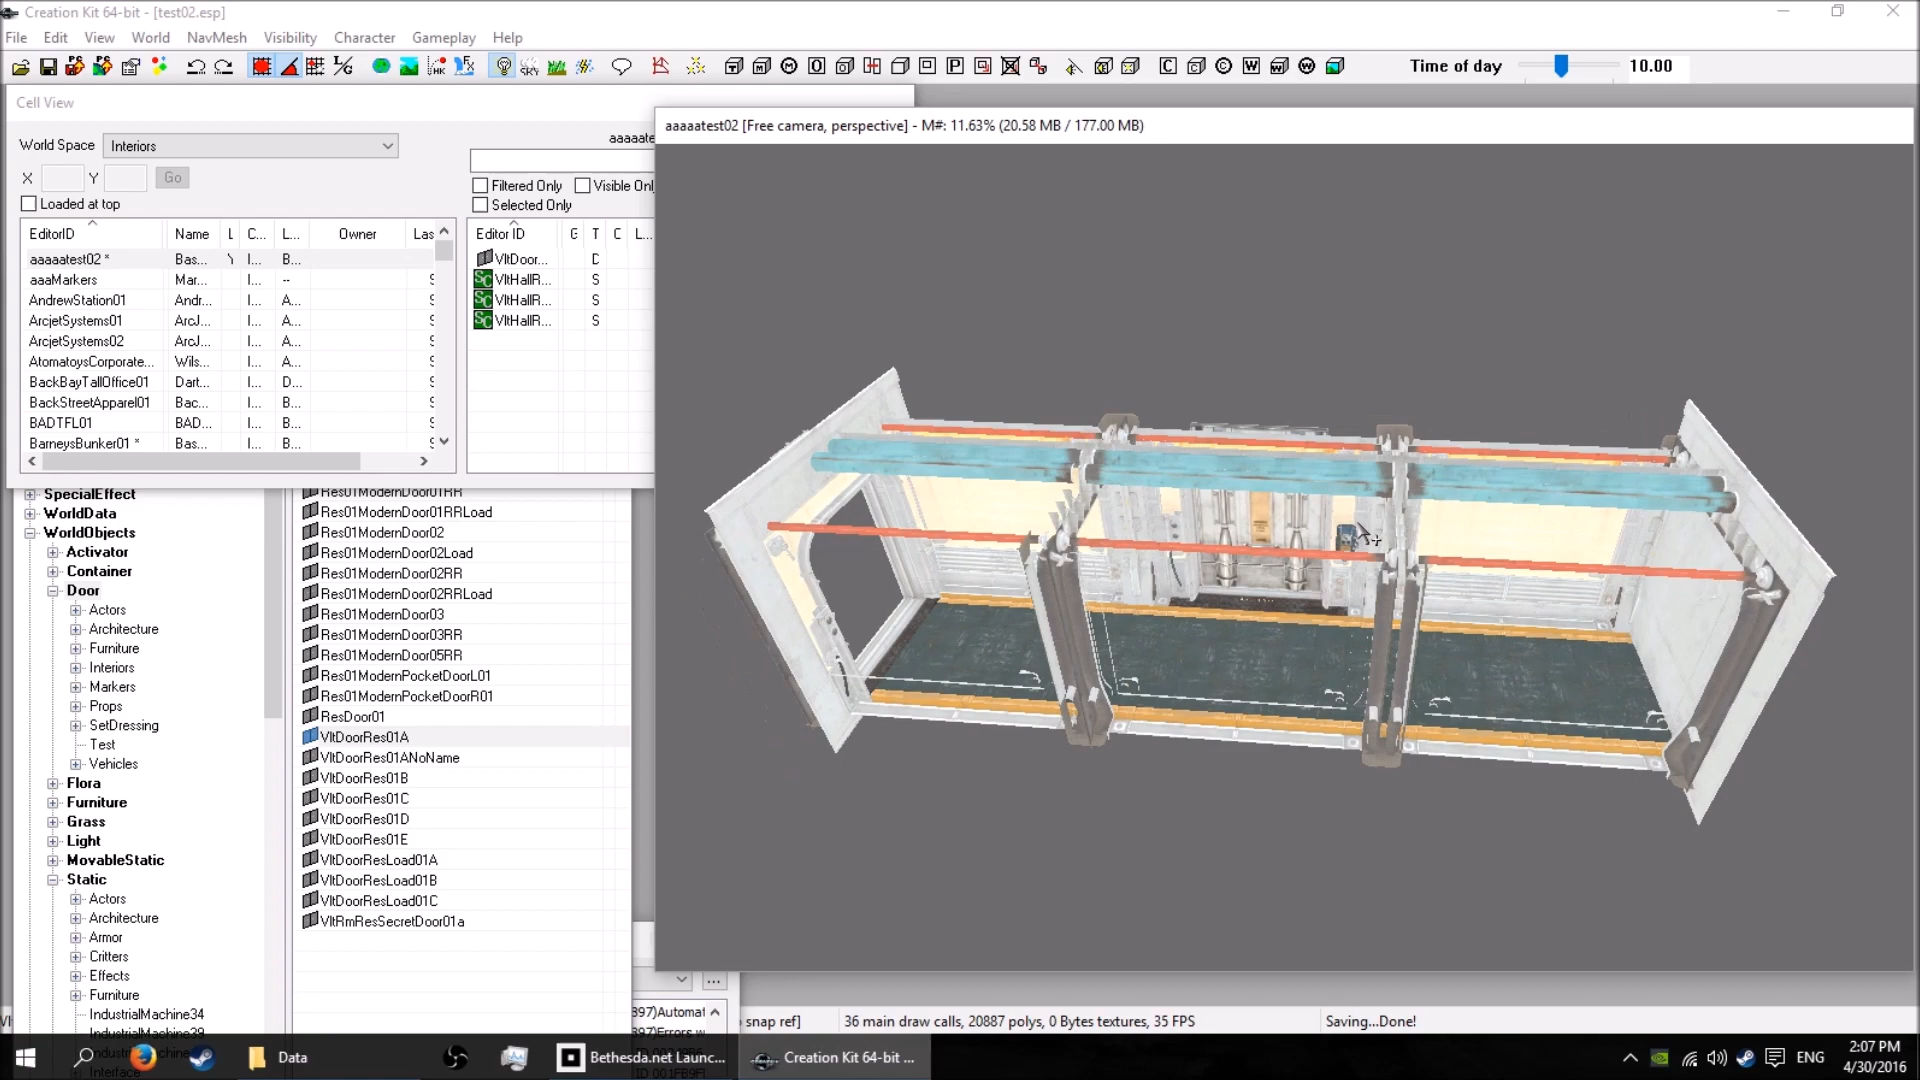 Creation Kit 64-bit - [test02.esp]
File Edit View World NavMesh Visibility Character Gameplay Help
Time of day 10.00
Cell View
World Space Interiors
X Y Go
Loaded at top
EditorID Name L C... L... Owner Las
aaaaatest02 * Bas... Y I... B...
aaaMarkers Mar... I... --
AndrewStation01 Andr... I... A...
ArcjetSystems01 ArcJ... I... A...
ArcjetSystems02 ArcJ... I... A...
AtomatoysCorporate... Wils... I... A...
BackBayTallOffice01 Dart... I... D...
BackStreetApparel01 Bac... I... B...
BADTFL01 BAD... I... B...
BarneysBunker01 * Bas... I... B...
aaaaate
Filtered Only Visible Onl
Selected Only
Editor ID G T C L...
VltDoor... D
VltHallR... S
VltHallR... S
VltHallR... S
aaaaatest02 [Free camera, perspective] - M#: 11.63% (20.58 MB / 177.00 MB)
SpecialEffect
WorldData
WorldObjects
Activator
Container
Door
Actors
Architecture
Furniture
Interiors
Markers
Props
SetDressing
Test
Vehicles
Flora
Furniture
Grass
Light
MovableStatic
Static
Actors
Architecture
Armor
Critters
Effects
Furniture
IndustrialMachine34
IndustrialMachine39
Res01ModernDoor01RR
Res01ModernDoor01RRLoad
Res01ModernDoor02
Res01ModernDoor02Load
Res01ModernDoor02RR
Res01ModernDoor02RRLoad
Res01ModernDoor03
Res01ModernDoor03RR
Res01ModernDoor05RR
Res01ModernPocketDoorL01
Res01ModernPocketDoorR01
ResDoor01
VltDoorRes01A
VltDoorRes01ANoName
VltDoorRes01B
VltDoorRes01C
VltDoorRes01D
VltDoorRes01E
VltDoorResLoad01A
VltDoorResLoad01B
VltDoorResLoad01C
VltRmResSecretDoor01a
...
397)Automat
397)Errors w
snap ref] 36 main draw calls, 20887 polys, 0 Bytes textures, 35 FPS Saving...Done!
Data Bethesda.net Launc... Creation Kit 64-bit ... ENG 2:07 PM
4/30/2016